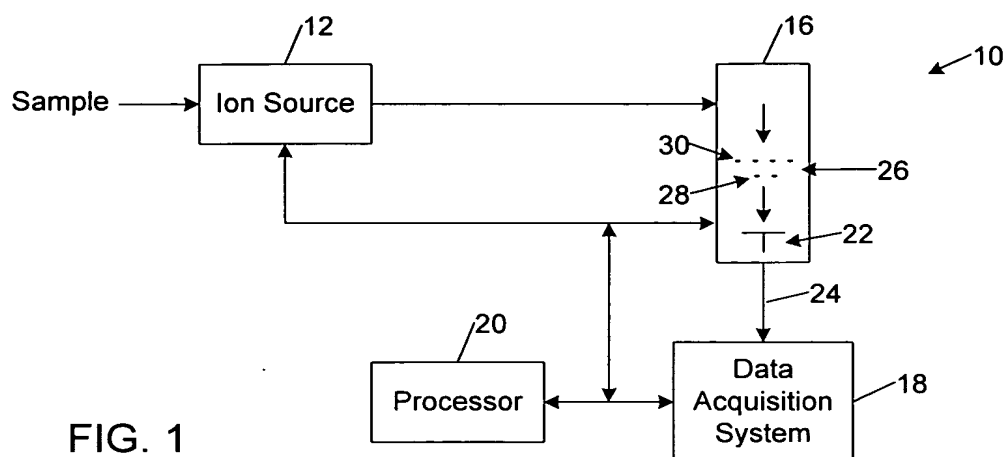 12
16
10
Sample
Ion Source
30
26
28
22
24
20
Processor
Data
Acquisition
System
18
FIG. 1